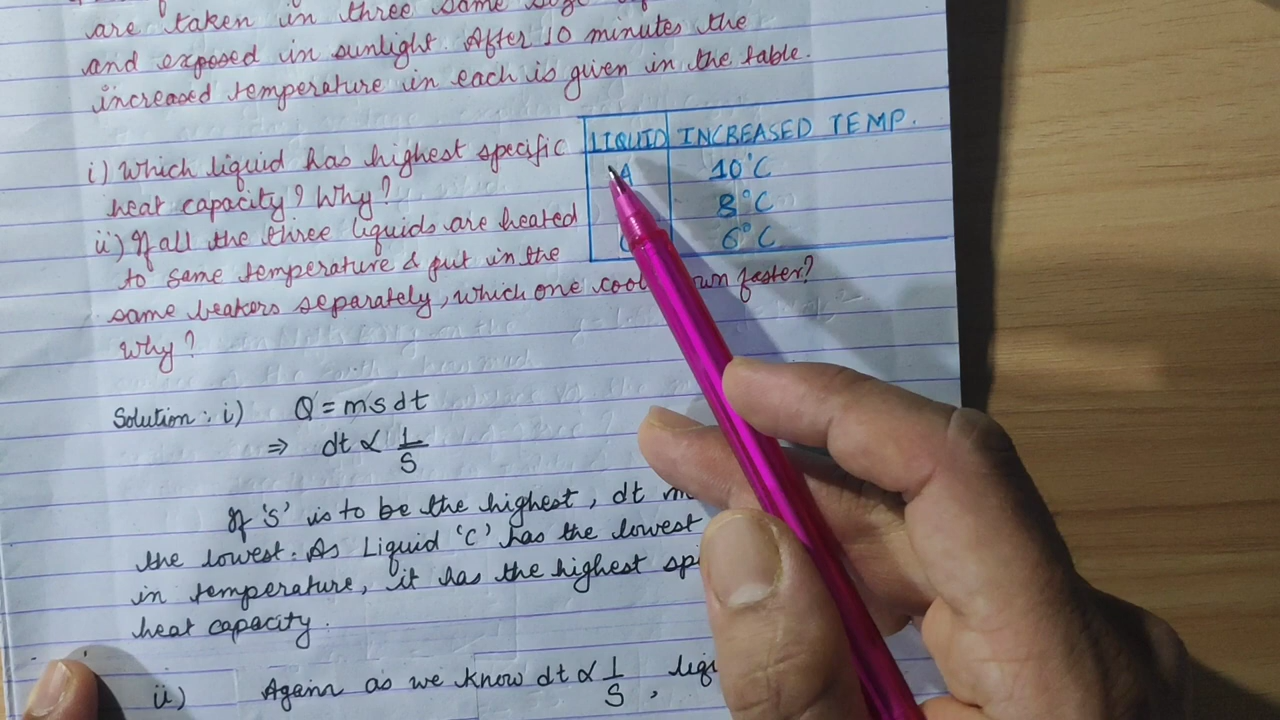 are taken in three same
and exposed in sunlight. After 10 minutes the
increased temperature in each is given in the table.
i) Which liquid has highest specific
heat capacity? Why?
ii) If all the three liquids are heated
to same temperature & put in the
same beakers separately, which one cool own faster?
Why?
LIQUID INCREASED TEMP.
A 10°C
8°C
C 6°C
Solution: i) Q = msdt
⇒ dt ∝ 1/S
If 'S' is to be the highest, dt
the lowest. As Liquid 'C' has the lowest
in temperature, it has the highest
heat capacity.
ii) Again as we know dt ∝ 1/S,